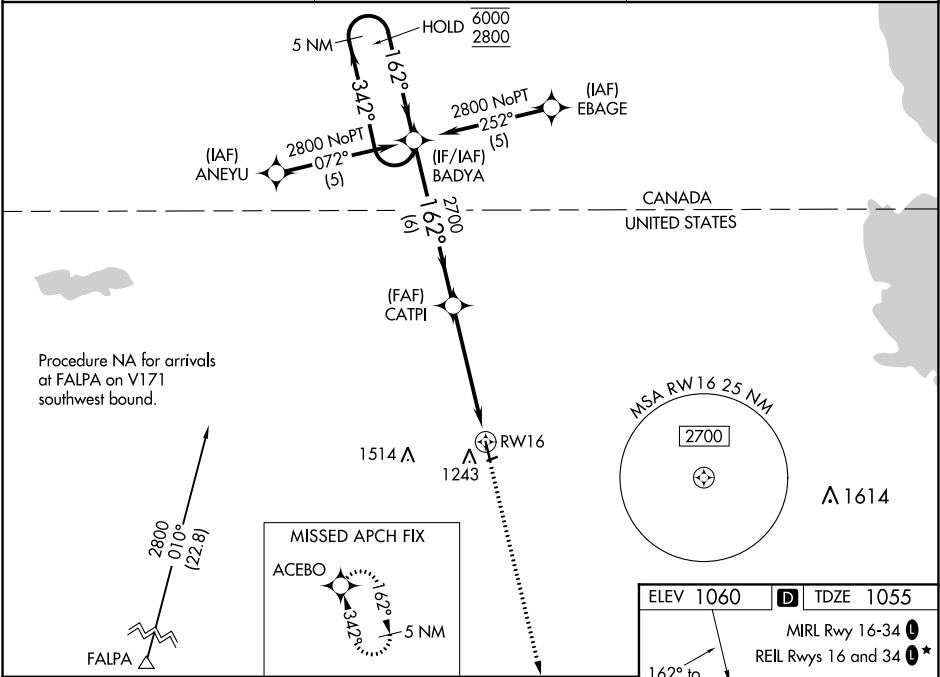 HOLD
6000
2800
5 NM
162°
342°
(IAF)
EBAGE
2800 NoPT
252°
(5)
2800 NoPT
072°
(5)
(IAF)
ANEYU
(IF/IAF)
BADYA
2700
162°
(6)
CANADA
UNITED STATES
(FAF)
CATPI
Procedure NA for arrivals
at FALPA on V171
southwest bound.
MSA RW16 25 NM
2700
RW16
1514
1243
1614
2800
010°
(22.8)
FALPA
MISSED APCH FIX
ACEBO
162°
342°
5 NM
ELEV 1060 D TDZE 1055
MIRL Rwy 16-34 L
REIL Rwys 16 and 34 L ★
162° to